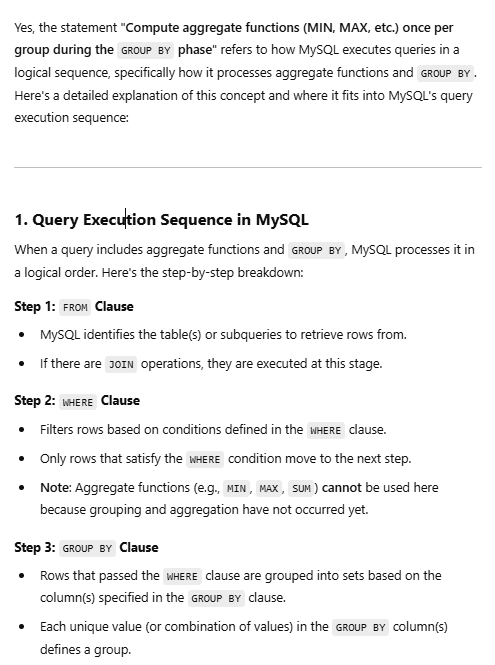 Yes, the statement "Compute aggregate functions (MIN, MAX, etc.) once per
group during the GROUP BY phase" refers to how MySQL executes queries in a
logical sequence, specifically how it processes aggregate functions and GROUP BY.
Here's a detailed explanation of this concept and where it fits into MySQL's query
execution sequence:
1. Query Execution Sequence in MySQL
When a query includes aggregate functions and GROUP BY, MySQL processes it in
a logical order. Here's the step-by-step breakdown:
Step 1: FROM Clause
• MySQL identifies the table(s) or subqueries to retrieve rows from.
• If there are JOIN operations, they are executed at this stage.
Step 2: WHERE Clause
• Filters rows based on conditions defined in the WHERE clause.
• Only rows that satisfy the WHERE condition move to the next step.
• Note: Aggregate functions (e.g., MIN, MAX, SUM) cannot be used here
because grouping and aggregation have not occurred yet.
Step 3: GROUP BY Clause
• Rows that passed the WHERE clause are grouped into sets based on the
column(s) specified in the GROUP BY clause.
• Each unique value (or combination of values) in the GROUP BY column(s)
defines a group.